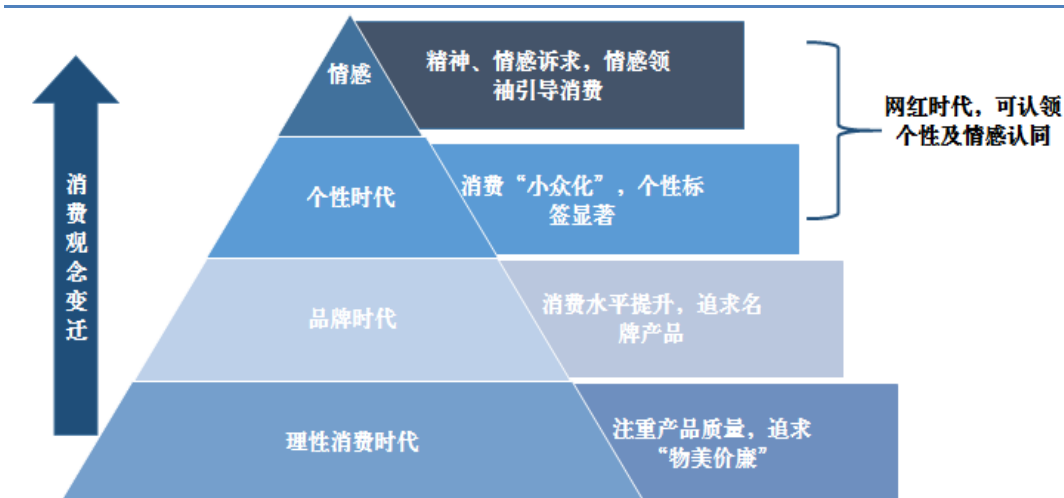 消费观念变迁
情感
精神、情感诉求，情感领
袖引导消费
网红时代，可认领
个性及情感认同
个性时代
消费“小众化”，个性标
签显著
品牌时代
消费水平提升，追求名
牌产品
理性消费时代
注重产品质量，追求
“物美价廉”